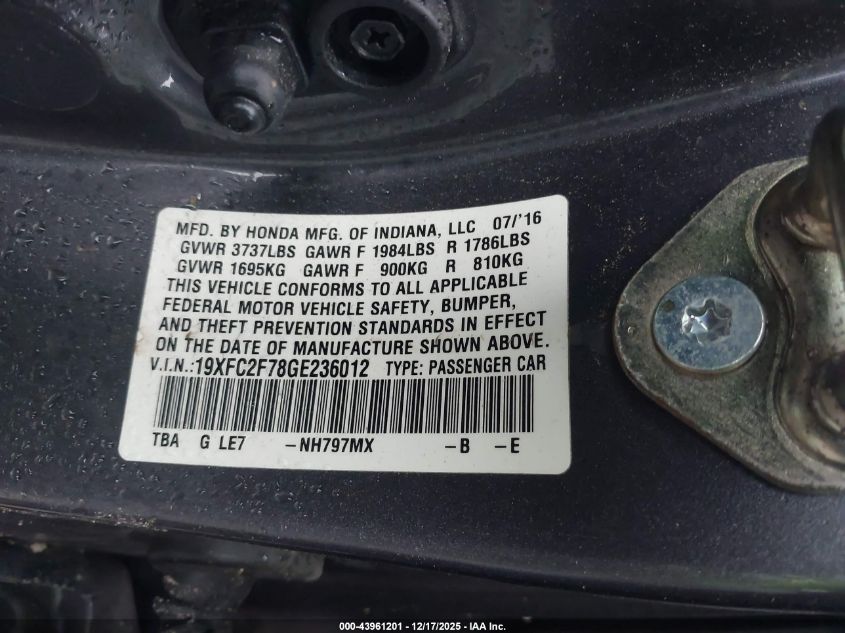 MFD. BY HONDA MFG. OF INDIANA, LLC 07/'16
GVWR 3737LBS GAWR F 1984LBS R 1786LBS
GVWR 1695KG GAWR F 900KG R 810KG
THIS VEHICLE CONFORMS TO ALL APPLICABLE
FEDERAL MOTOR VEHICLE SAFETY, BUMPER,
AND THEFT PREVENTION STANDARDS IN EFFECT
ON THE DATE OF MANUFACTURE SHOWN ABOVE.
V.I.N.:19XFC2F78GE236012 TYPE: PASSENGER CAR
TBA G LE7 -NH797MX -B -E
000-43961201 - 12/17/2025 - IAA Inc.